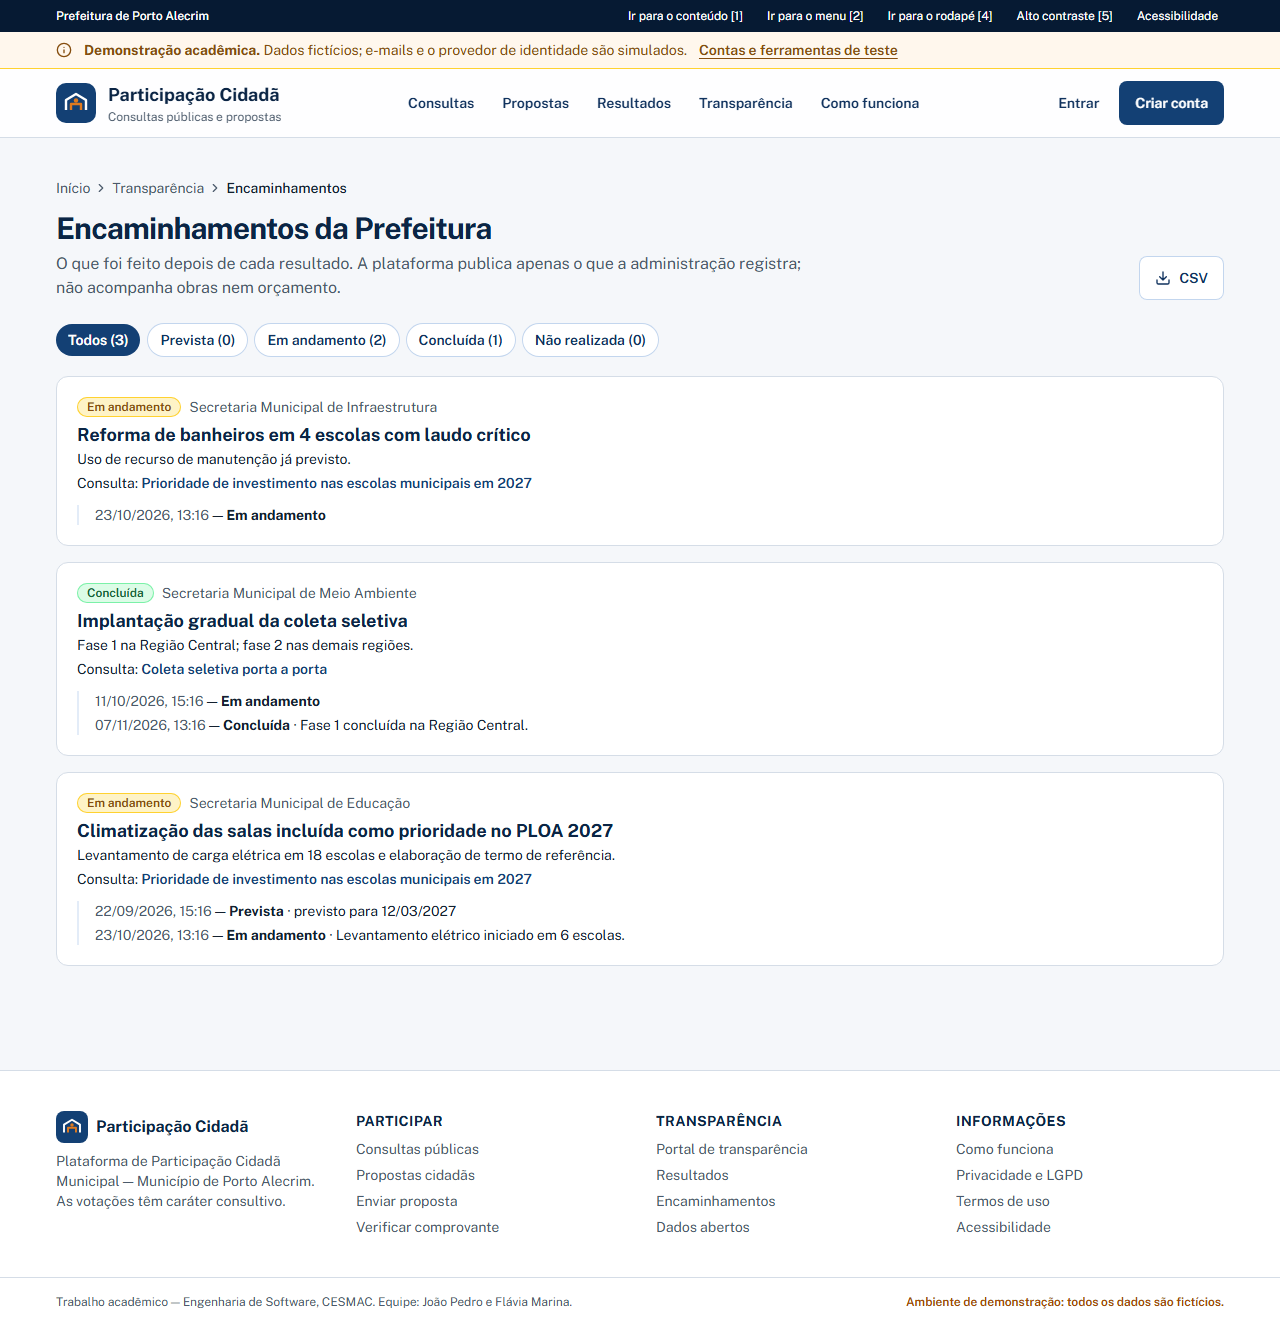 Prefeitura de Porto Alecrim
Ir para o conteúdo [1]
Ir para o menu [2]
Ir para o rodapé [4]
Alto contraste [5]
Acessibilidade
Demonstração acadêmica. Dados fictícios; e-mails e o provedor de identidade são simulados. Contas e ferramentas de teste
Participação Cidadã
Consultas públicas e propostas
Consultas
Propostas
Resultados
Transparência
Como funciona
Entrar
Criar conta
Início > Transparência > Encaminhamentos
Encaminhamentos da Prefeitura
O que foi feito depois de cada resultado. A plataforma publica apenas o que a administração registra;
não acompanha obras nem orçamento.
CSV
Todos (3)
Prevista (0)
Em andamento (2)
Concluída (1)
Não realizada (0)
Em andamento Secretaria Municipal de Infraestrutura
Reforma de banheiros em 4 escolas com laudo crítico
Uso de recurso de manutenção já previsto.
Consulta: Prioridade de investimento nas escolas municipais em 2027
23/10/2026, 13:16 — Em andamento
Concluída Secretaria Municipal de Meio Ambiente
Implantação gradual da coleta seletiva
Fase 1 na Região Central; fase 2 nas demais regiões.
Consulta: Coleta seletiva porta a porta
11/10/2026, 15:16 — Em andamento
07/11/2026, 13:16 — Concluída · Fase 1 concluída na Região Central.
Em andamento Secretaria Municipal de Educação
Climatização das salas incluída como prioridade no PLOA 2027
Levantamento de carga elétrica em 18 escolas e elaboração de termo de referência.
Consulta: Prioridade de investimento nas escolas municipais em 2027
22/09/2026, 15:16 — Prevista · previsto para 12/03/2027
23/10/2026, 13:16 — Em andamento · Levantamento elétrico iniciado em 6 escolas.
Participação Cidadã
Plataforma de Participação Cidadã
Municipal — Município de Porto Alecrim.
As votações têm caráter consultivo.
PARTICIPAR
Consultas públicas
Propostas cidadãs
Enviar proposta
Verificar comprovante
TRANSPARÊNCIA
Portal de transparência
Resultados
Encaminhamentos
Dados abertos
INFORMAÇÕES
Como funciona
Privacidade e LGPD
Termos de uso
Acessibilidade
Trabalho acadêmico — Engenharia de Software, CESMAC. Equipe: João Pedro e Flávia Marina.
Ambiente de demonstração: todos os dados são fictícios.